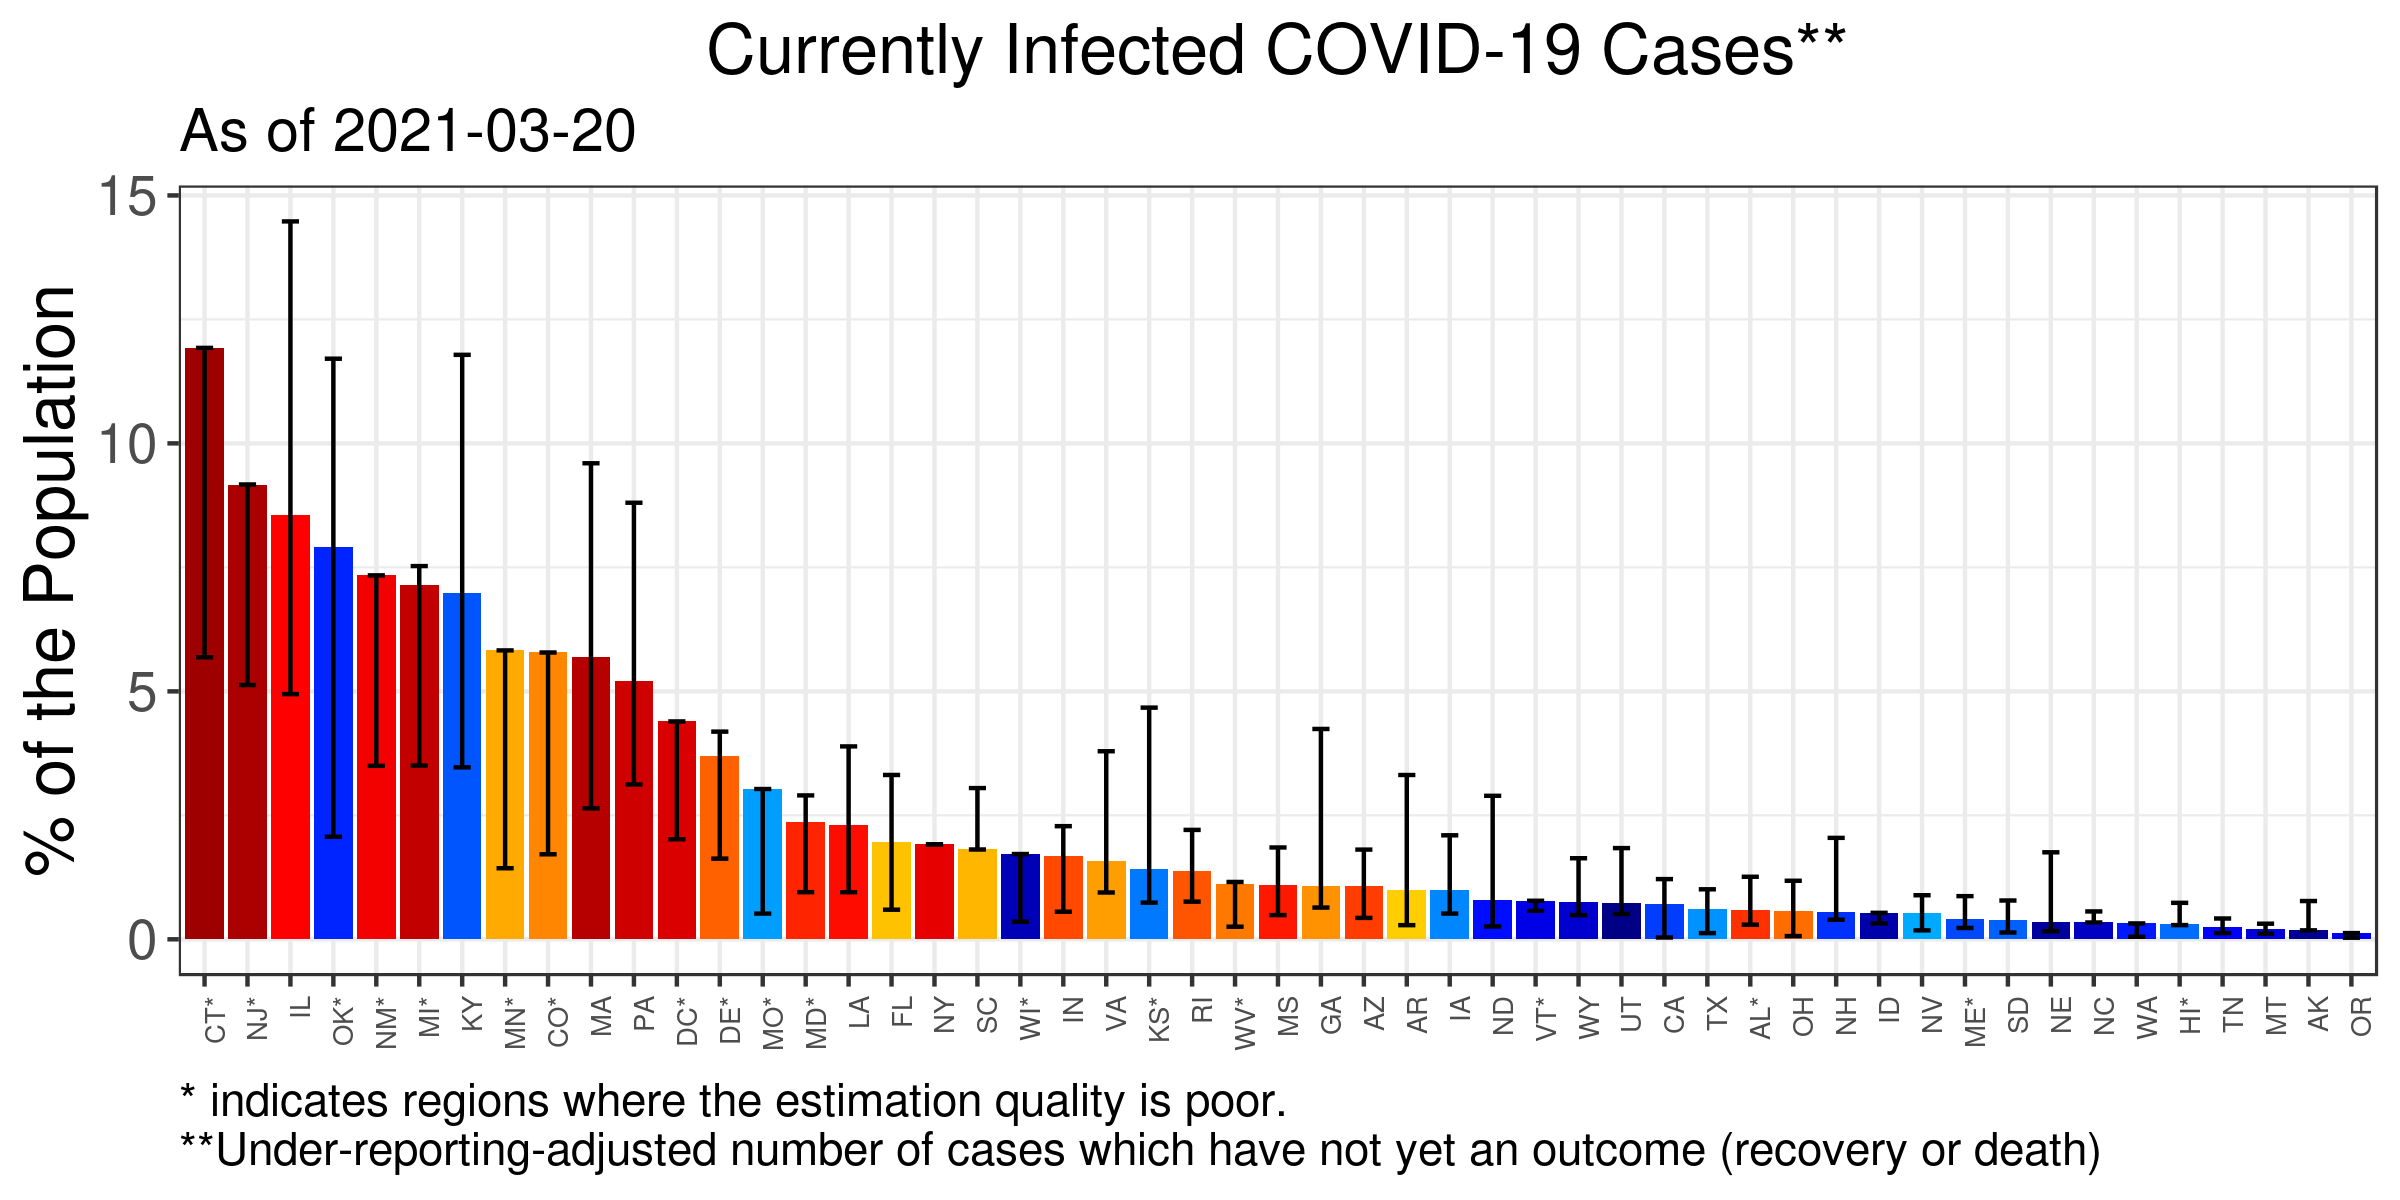 Currently Infected COVID-19 Cases**
As of 2021-03-20
% of the Population
15
10
5
0
CT* NJ* IL OK* NM* MI* KY MN* CO* MA PA DC* DE* MO* MD* LA FL NY SC WI* IN VA KS* RI WV* MS GA AZ AR IA ND VT* WY UT CA TX AL* OH NH ID NV ME* SD NE NC WA HI* TN MT AK OR
* indicates regions where the estimation quality is poor.
**Under-reporting-adjusted number of cases which have not yet an outcome (recovery or death)